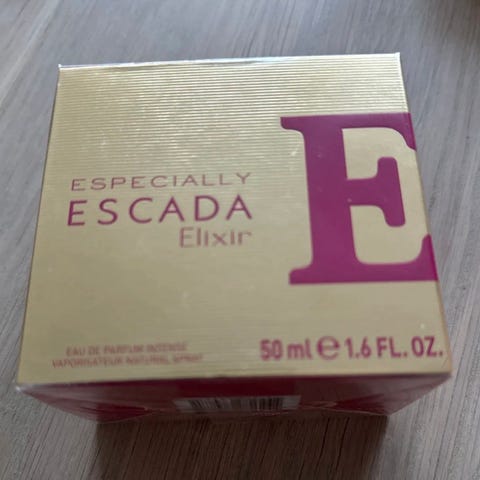 ESPECIALLY
ESCADA
Elixir
E
EAU DE PARFUM INTENSE
VAPORISATEUR NATURAL SPRAY
50 ml ℮ 1.6 FL. OZ.